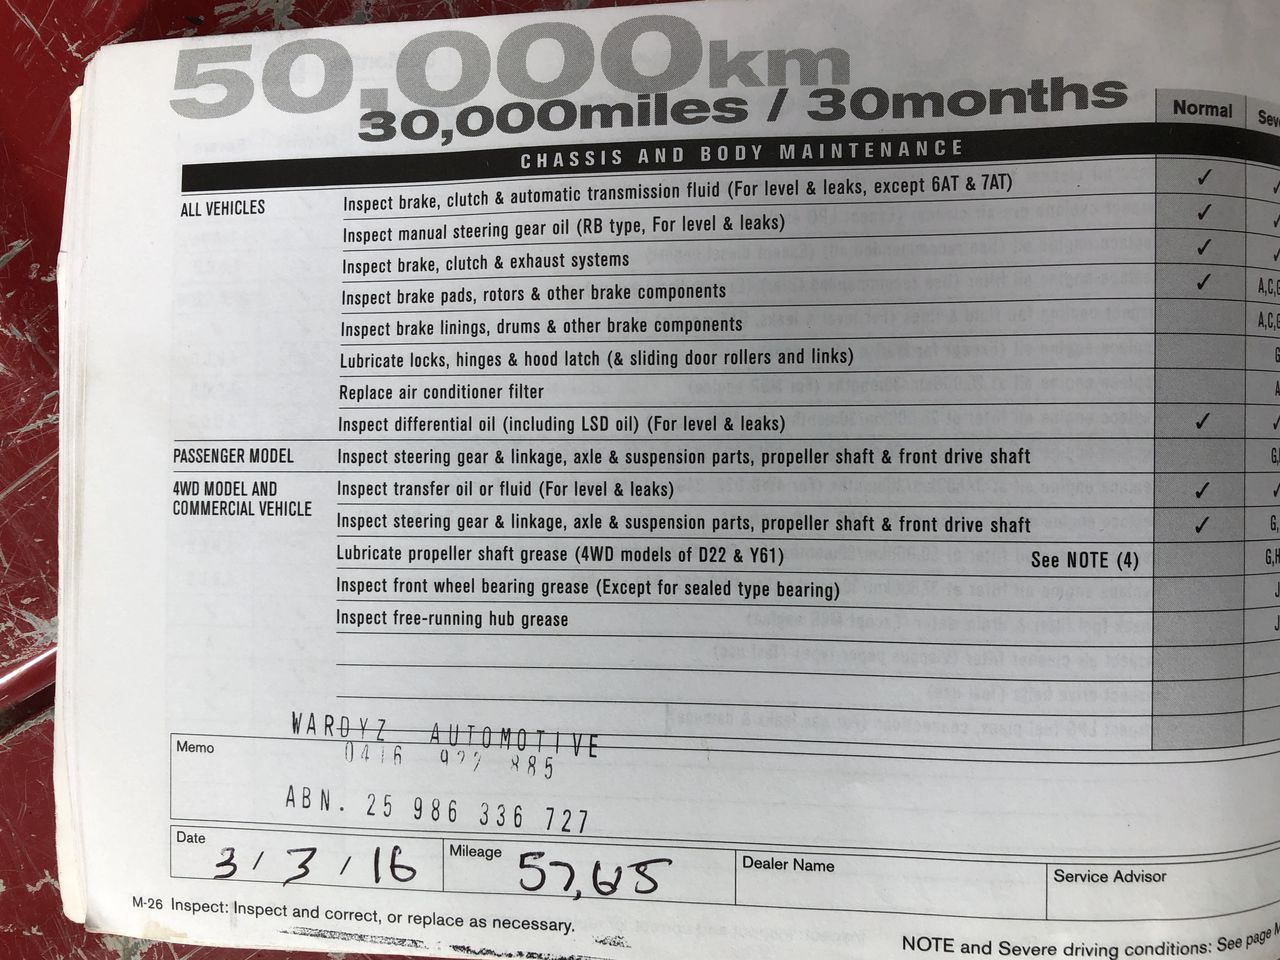 50,000km
30,000miles / 30months
Normal
CHASSIS AND BODY MAINTENANCE
ALL VEHICLES
Inspect brake, clutch & automatic transmission fluid (For level & leaks, except 6AT & 7AT) ✓ ✓
Inspect manual steering gear oil (RB type, For level & leaks) ✓ ✓
Inspect brake, clutch & exhaust systems ✓ ✓
Inspect brake pads, rotors & other brake components ✓ A,C,
Inspect brake linings, drums & other brake components A,C,
Lubricate locks, hinges & hood latch (& sliding door rollers and links) G
Replace air conditioner filter A
Inspect differential oil (including LSD oil) (For level & leaks) ✓ ✓
PASSENGER MODEL Inspect steering gear & linkage, axle & suspension parts, propeller shaft & front drive shaft G,
4WD MODEL AND
COMMERCIAL VEHICLE
Inspect transfer oil or fluid (For level & leaks) ✓ ✓
Inspect steering gear & linkage, axle & suspension parts, propeller shaft & front drive shaft ✓ G,
Lubricate propeller shaft grease (4WD models of D22 & Y61) See NOTE (4) G,H
Inspect front wheel bearing grease (Except for sealed type bearing) J
Inspect free-running hub grease J
WARDYZ AUTOMOTIVE
Memo
0416 885
ABN. 25 986 336 727
Date 3/3/16 Mileage Dealer Name Service Advisor
M-26 Inspect: Inspect and correct, or replace as necessary.
NOTE and Severe driving conditions: See page